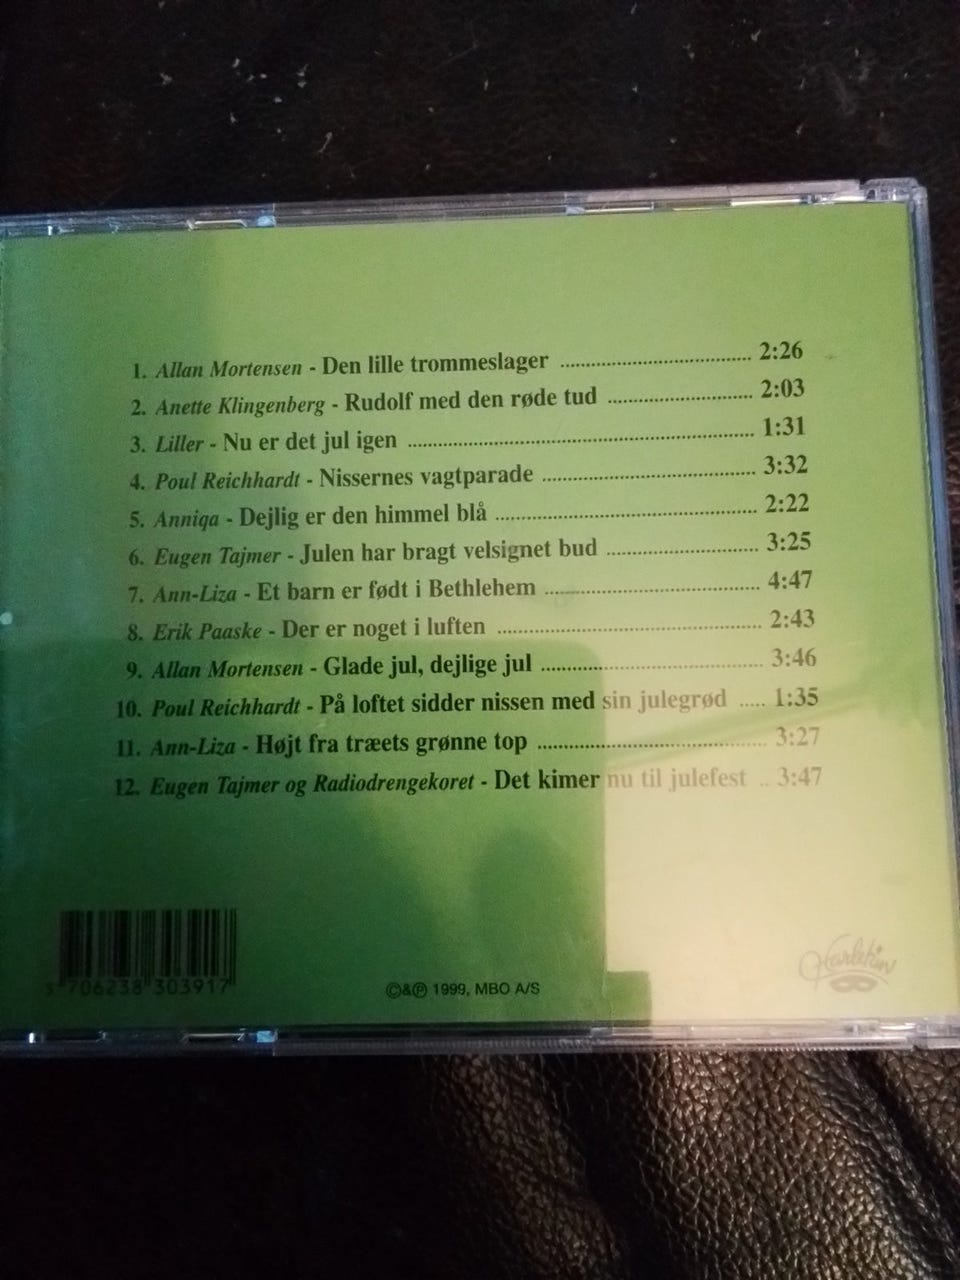 1. Allan Mortensen - Den lille trommeslager .......... 2:26
2. Anette Klingenberg - Rudolf med den røde tud .......... 2:03
3. Liller - Nu er det jul igen .......... 1:31
4. Poul Reichhardt - Nissernes vagtparade .......... 3:32
5. Anniqa - Dejlig er den himmel blå .......... 2:22
6. Eugen Tajmer - Julen har bragt velsignet bud .......... 3:25
7. Ann-Liza - Et barn er født i Bethlehem .......... 4:47
8. Erik Paaske - Der er noget i luften .......... 2:43
9. Allan Mortensen - Glade jul, dejlige jul .......... 3:46
10. Poul Reichhardt - På loftet sidder nissen med sin julegrød ..... 1:35
11. Ann-Liza - Højt fra træets grønne top .......... 3:27
12. Eugen Tajmer og Radiodrengekoret - Det kimer nu til julefest .. 3:47
5 706238 303917
©&℗ 1999, MBO A/S
Harlekin